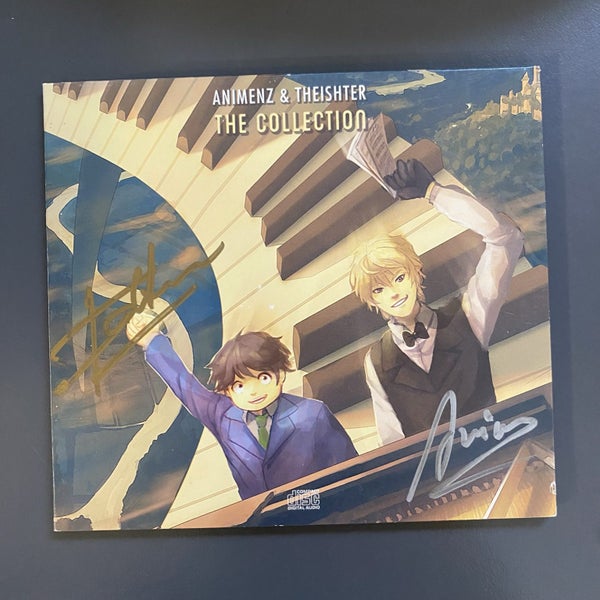 ANIMENZ & THEISHTER
THE COLLECTION
COMPACT
disc
DIGITAL AUDIO